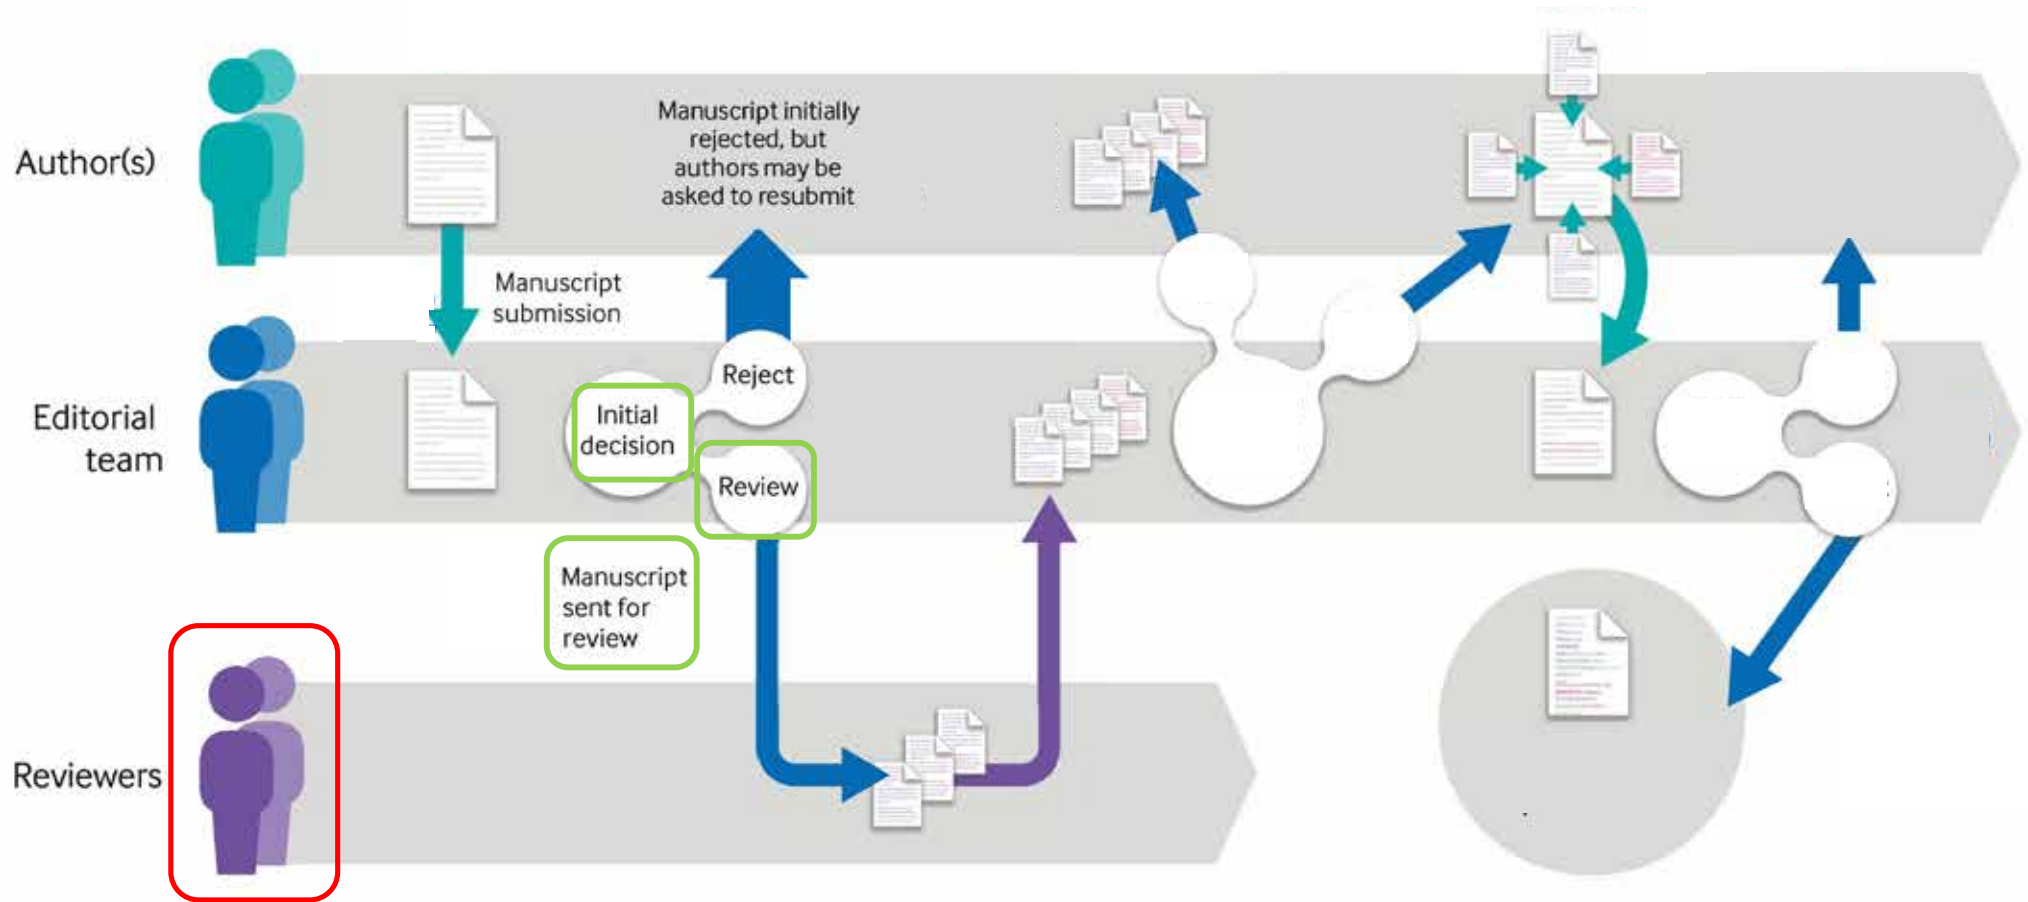 Author(s)
Manuscript initially
rejected, but
authors may be
asked to resubmit
Manuscript
submission
Editorial
team
Initial
decision
Reject
Review
Manuscript
sent for
review
Reviewers